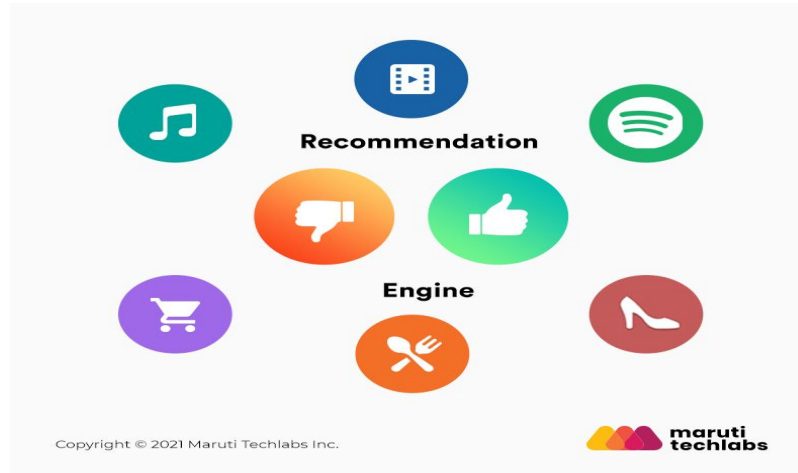 Recommendation
Engine
Copyright © 2021 Maruti Techlabs Inc.
maruti
techlabs